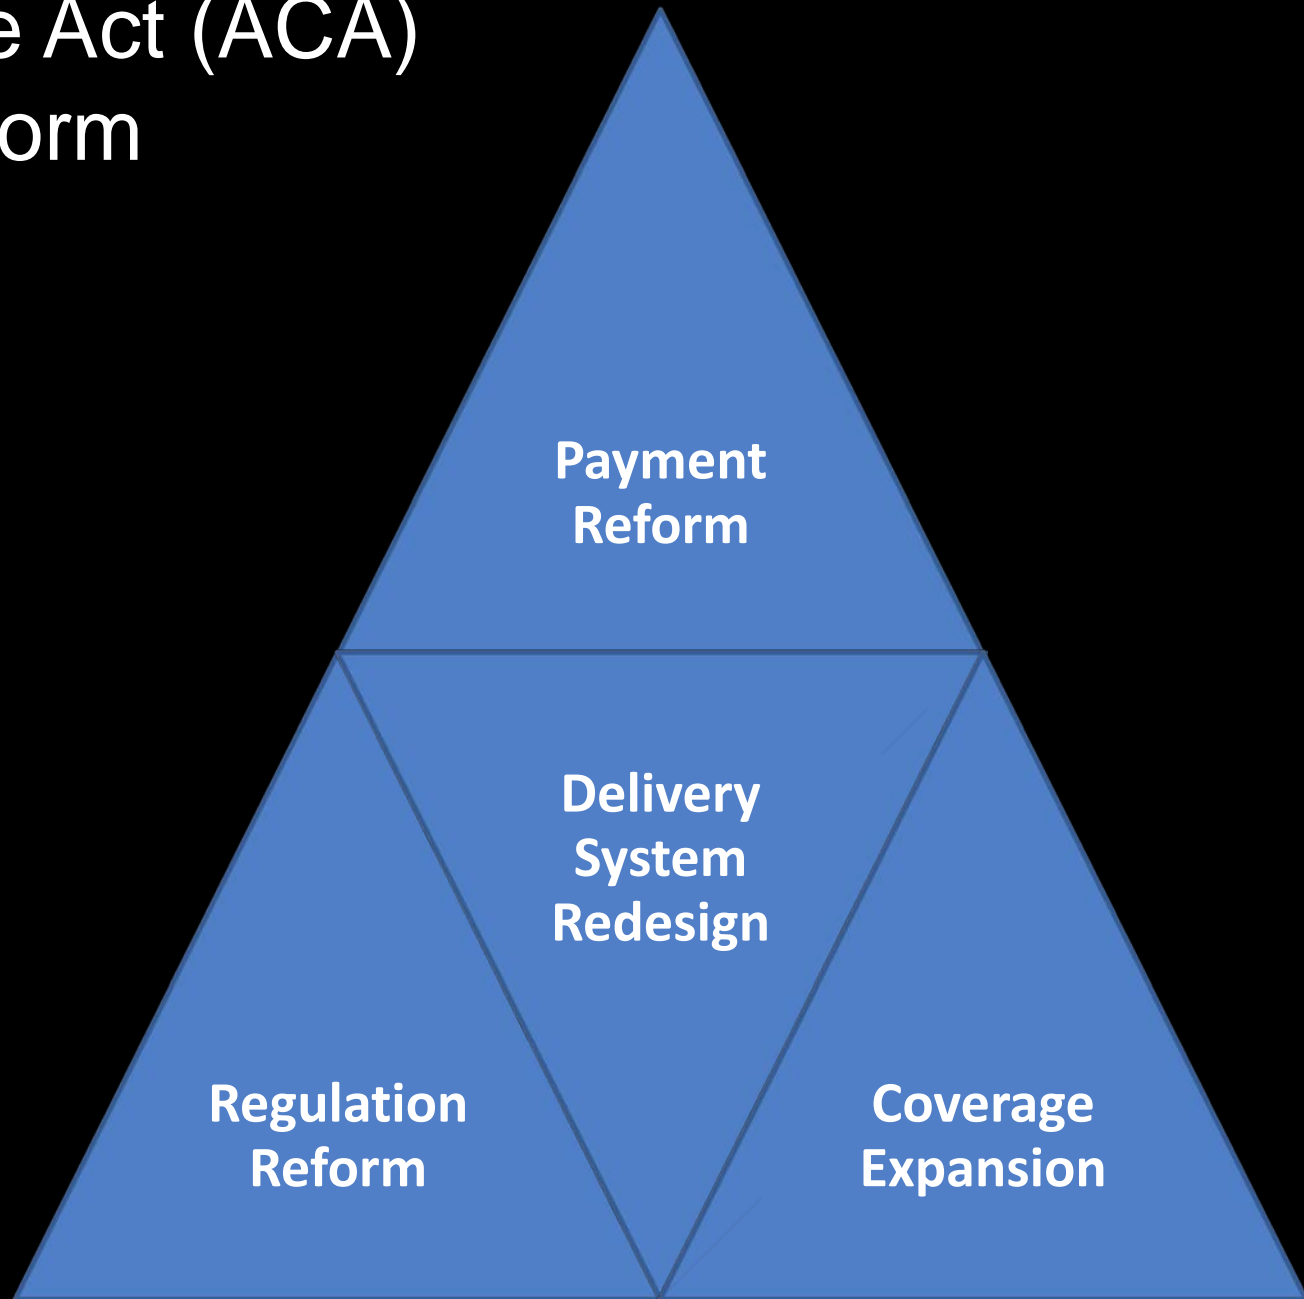 e Act (ACA)
orm
Payment
Reform
Delivery
System
Redesign
Regulation
Reform
Coverage
Expansion